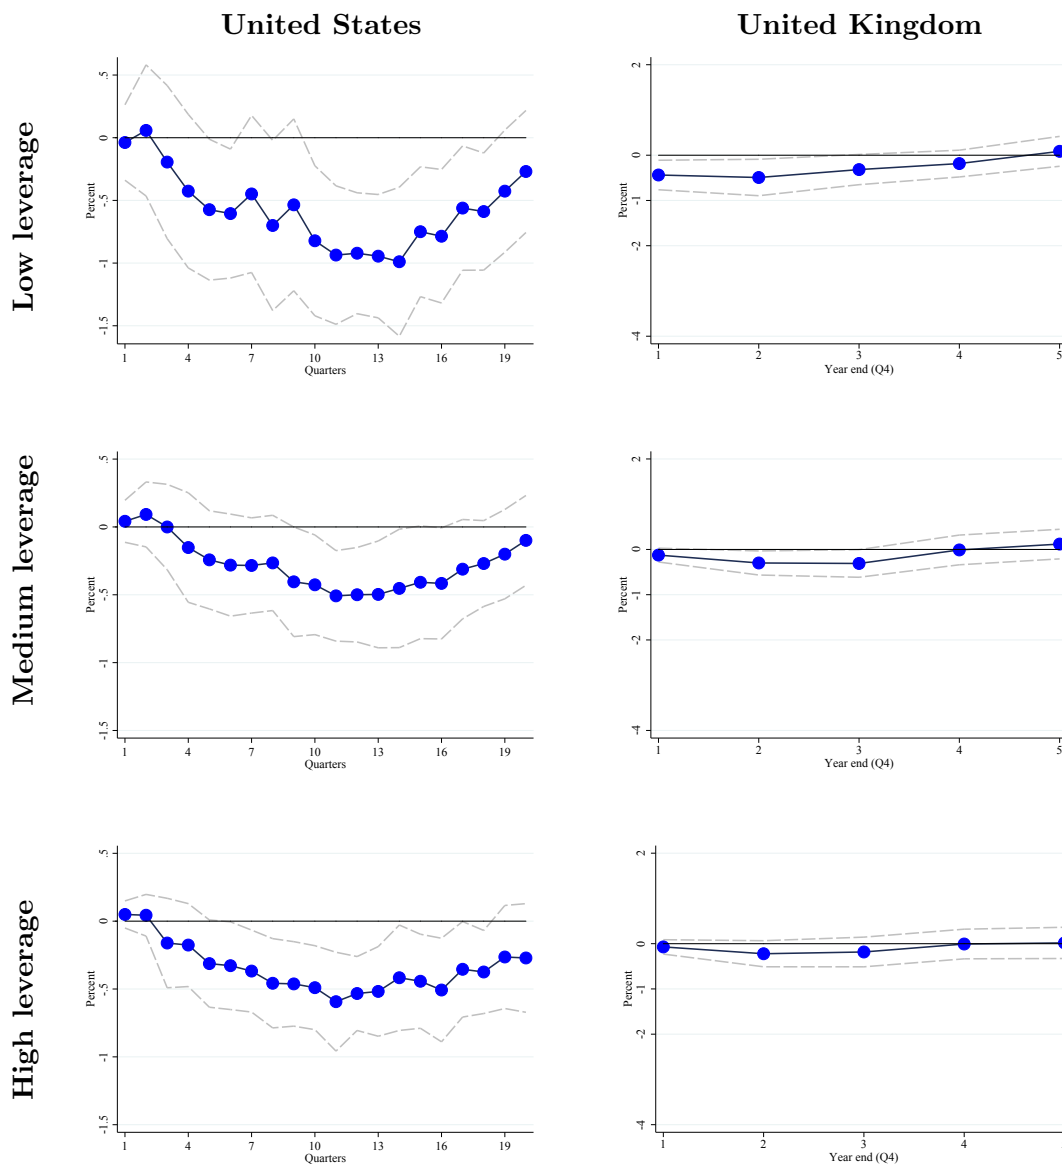 United States
United Kingdom
Low leverage
Percent
.5
0
-.5
-1
-1.5
1 4 7 10 13 16 19
Quarters
Percent
2
0
-1
-2
-4
1 2 3 4 5
Year end (Q4)
Medium leverage
Percent
.5
0
-.5
-1
-1.5
1 4 7 10 13 16 19
Quarters
Percent
2
0
-1
-2
-4
1 2 3 4 5
Year end (Q4)
High leverage
Percent
.5
0
-.5
-1
-1.5
1 4 7 10 13 16 19
Quarters
Percent
2
0
-1
-2
-4
1 2 3 4
Year end (Q4)